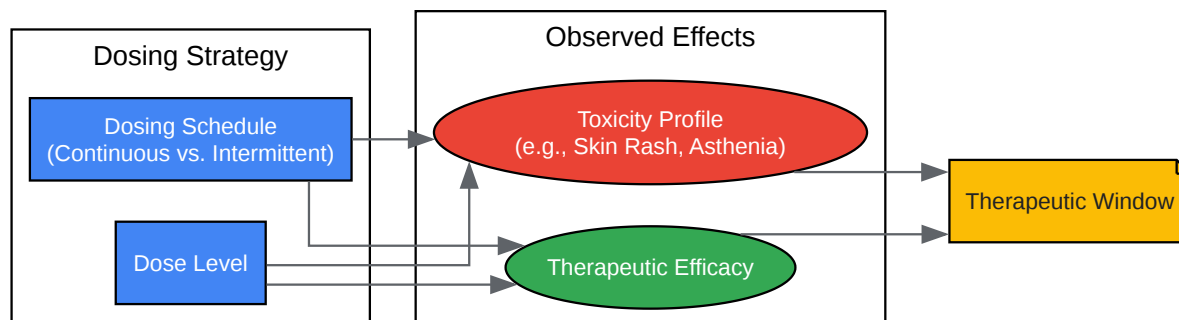 Dosing Strategy
Dosing Schedule
(Continuous vs. Intermittent)
Dose Level
Observed Effects
Toxicity Profile
(e.g., Skin Rash, Asthenia)
Therapeutic Efficacy
Therapeutic Window